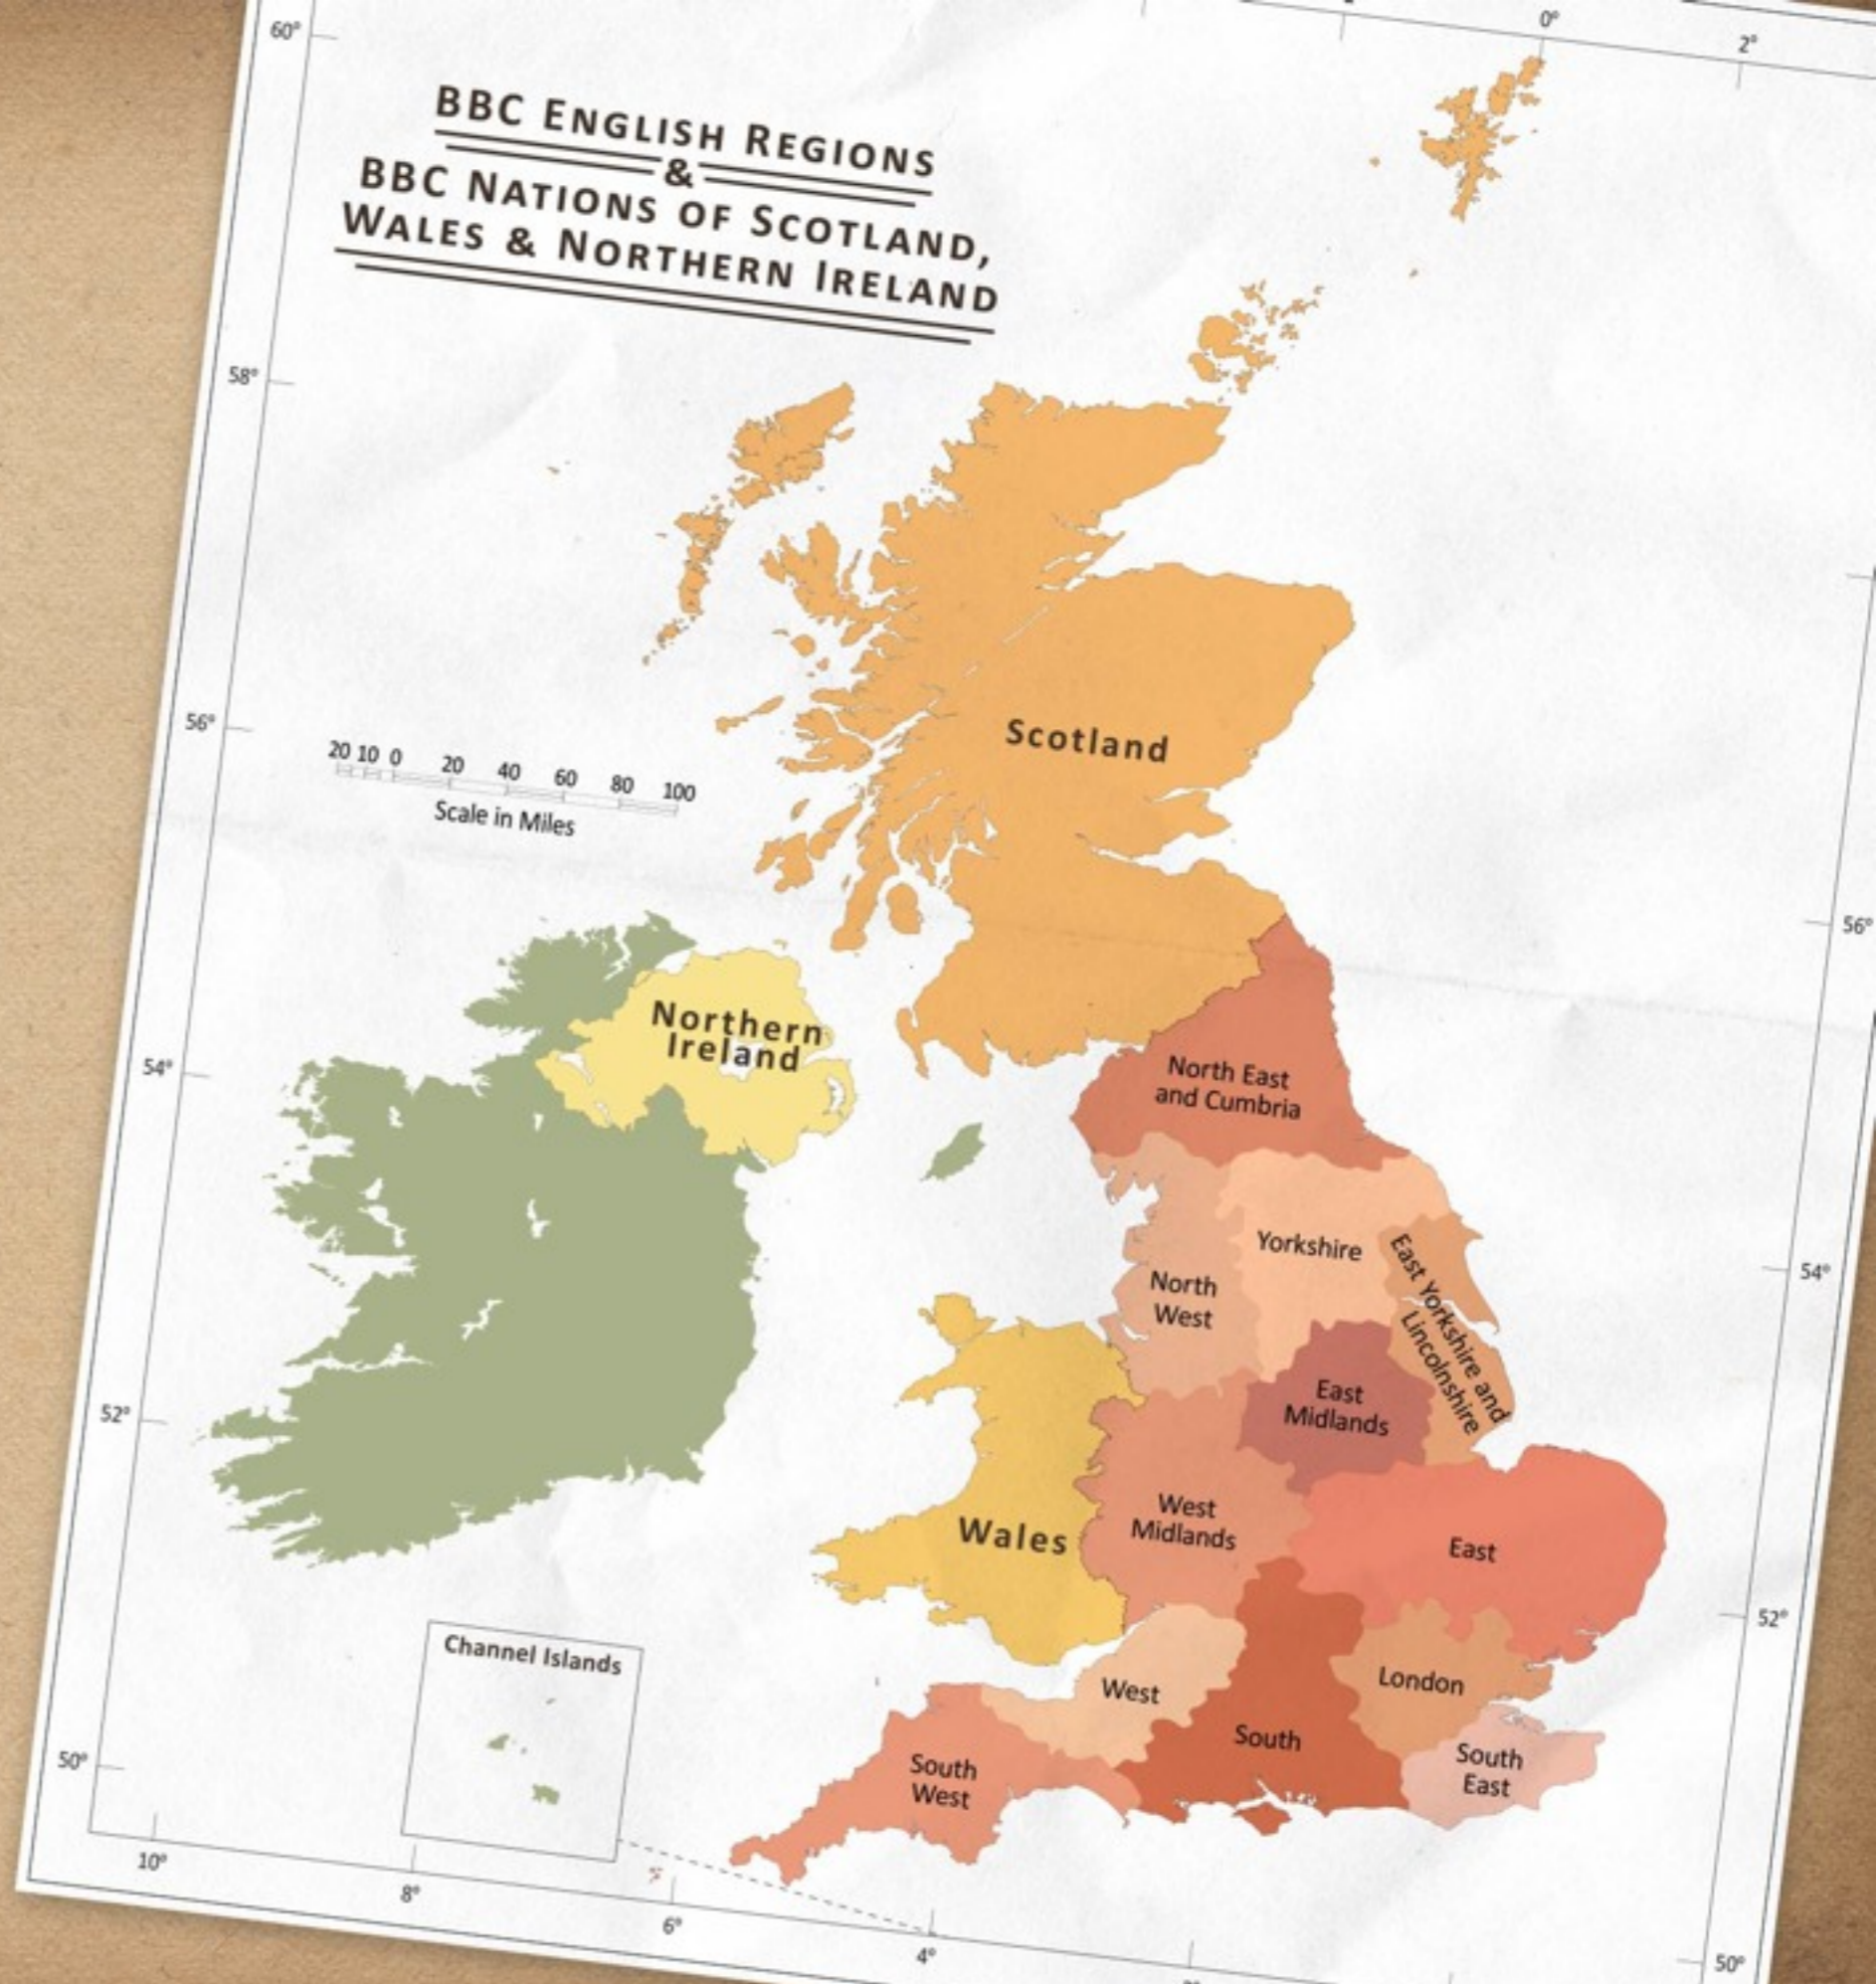 0°
2°
60°
BBC ENGLISH REGIONS
&
BBC NATIONS OF SCOTLAND,
WALES & NORTHERN IRELAND
58°
56°
20 10 0 20 40 60 80 100
Scale in Miles
Scotland
56°
Northern
Ireland
54°
North East
and Cumbria
Yorkshire
54°
North
West
East Yorkshire and
Lincolnshire
East
Midlands
52°
West
Midlands
Wales
East
52°
Channel Islands
London
West
South
South
East
South
West
50°
50°
10°
8°
6°
4°